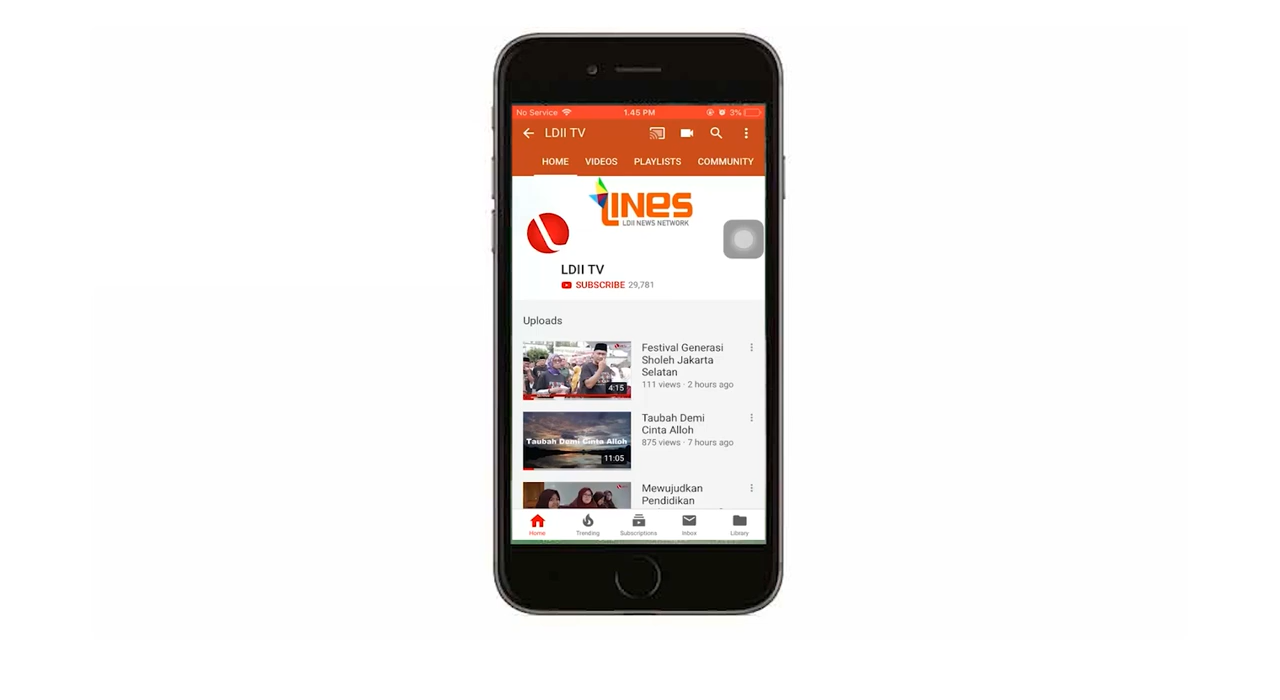 No Service 1.45 PM 3%
LDII TV
HOME VIDEOS PLAYLISTS COMMUNITY
LINES
LDII NEWS NETWORK
LDII TV
SUBSCRIBE 29,781
Uploads
Festival Generasi
Sholeh Jakarta
Selatan
111 views · 2 hours ago
4:15
Taubah Demi
Cinta Alloh
875 views · 7 hours ago
Taubah Demi Cinta Alloh
11:05
Mewujudkan
Pendidikan
Home Trending Subscriptions Inbox Library